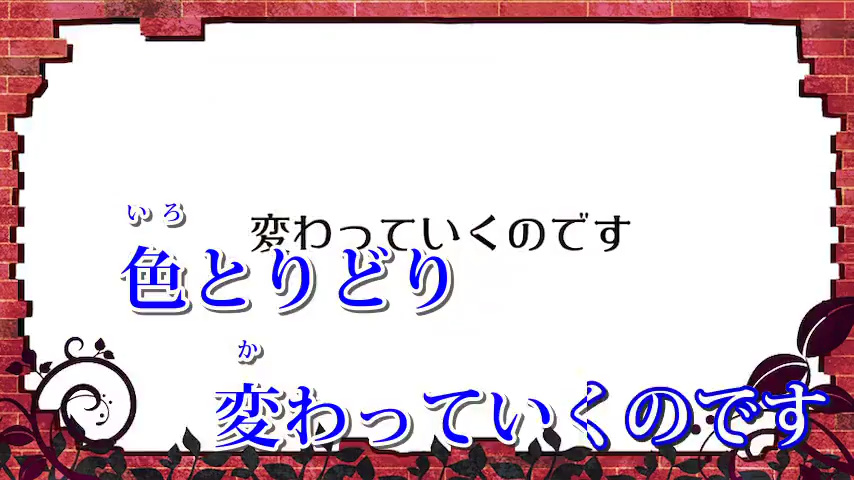 変わっていくのです
いろ
色とりどり
か
変わっていくのです